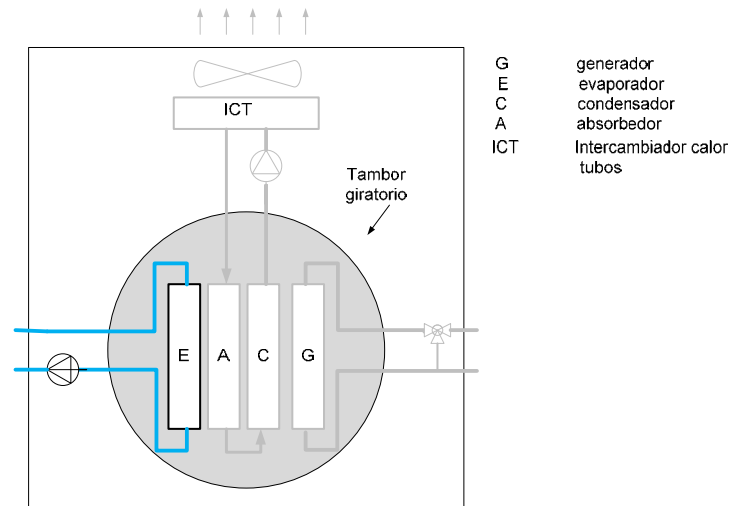 ICT
Tambor
giratorio
E A C G
G generador
E evaporador
C condensador
A absorbedor
ICT Intercambiador calor
tubos